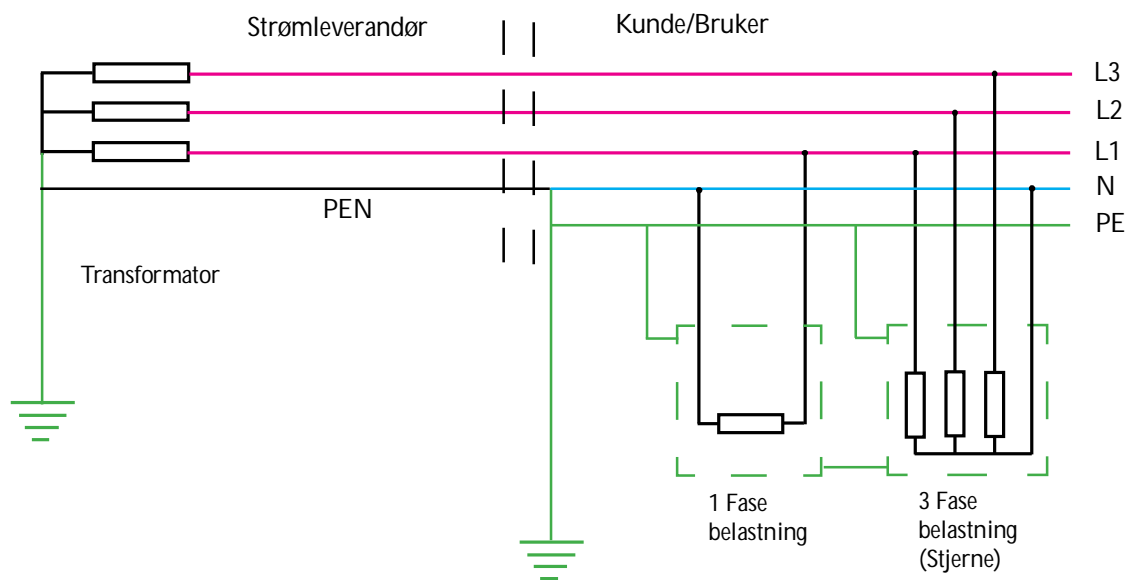 Strømleverandør
Kunde/Bruker
L3
L2
L1
N
PEN
PE
Transformator
1 Fase
belastning
3 Fase
belastning
(Stjerne)